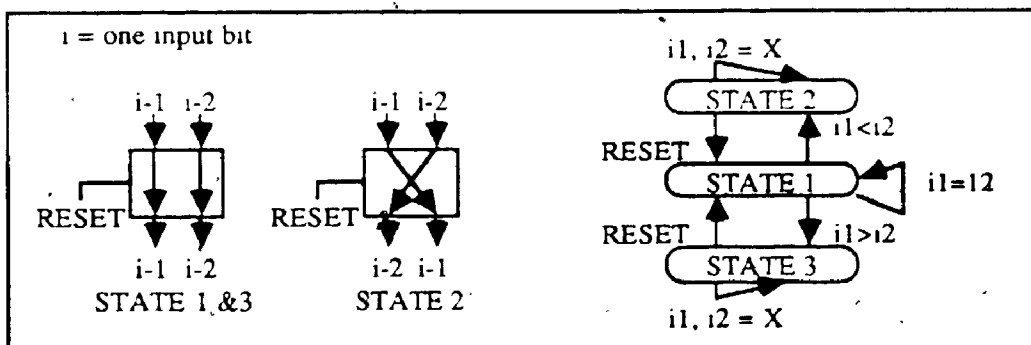 i = one input bit
i-1 i-2
RESET
i-1 i-2
STATE 1 &3
i-1 i-2
RESET
i-2 i-1
STATE 2
i1, i2 = X
STATE 2
i1<i2
RESET
STATE 1
i1=12
RESET
i1>i2
STATE 3
i1, i2 = X